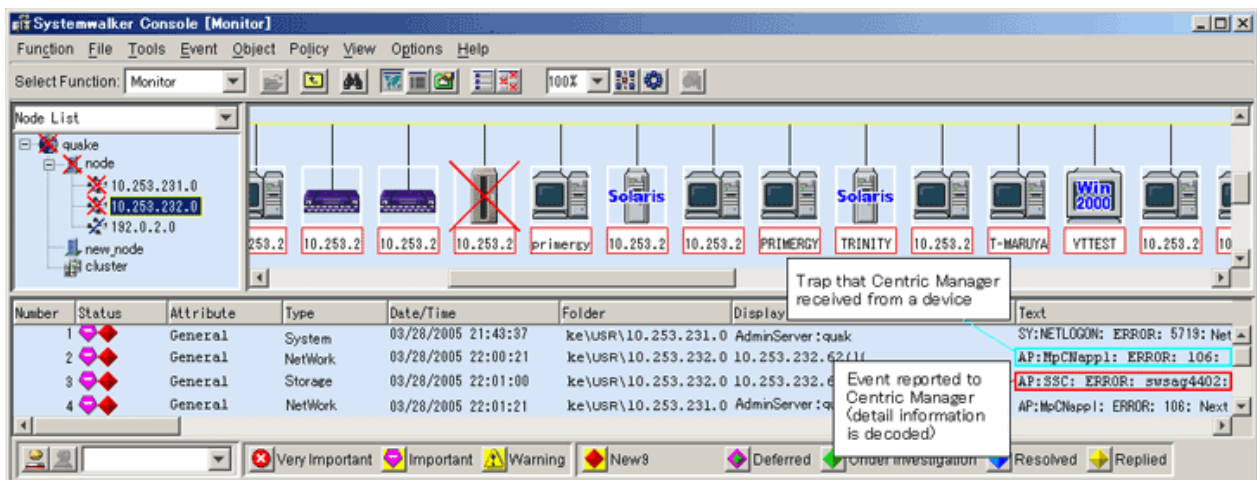 Systemwalker Console [Monitor]
Function File Tools Event Object Policy View Options Help
Select Function: Monitor 100%
Node List
quake
node
10.253.231.0
10.253.232.0
192.0.2.0
new_node
cluster
Solaris Solaris Win 2000
253.2 10.253.2 10.253.2 10.253.2 primergy 10.253.2 10.253.2 PRIMERGY TRINITY 10.253.2 T-MARUYA VTTEST 10.253.2 10
Trap that Centric Manager
received from a device
Number Status Attribute Type Date/Time Folder Display Text
1 General System 03/28/2005 21:43:37 ke\USR\10.253.231.0 AdminServer:quak SY:NETLOGON: ERROR: 5719: Net
2 General NetWork 03/28/2005 22:00:21 ke\USR\10.253.232.0 10.253.232.62(1( AP:MpCNappl: ERROR: 106:
3 General Storage 03/28/2005 22:01:00 ke\USR\10.253.232.0 10.253.232.6 AP:SSC: ERROR: swsag4402:
4 General NetWork 03/28/2005 22:01:21 ke\USR\10.253.231.0 AdminServer:q AP:MpCNappl: ERROR: 106: Next
Event reported to
Centric Manager
(detail information
is decoded)
Very Important Important Warning New9 Deferred Under Investigation Resolved Replied